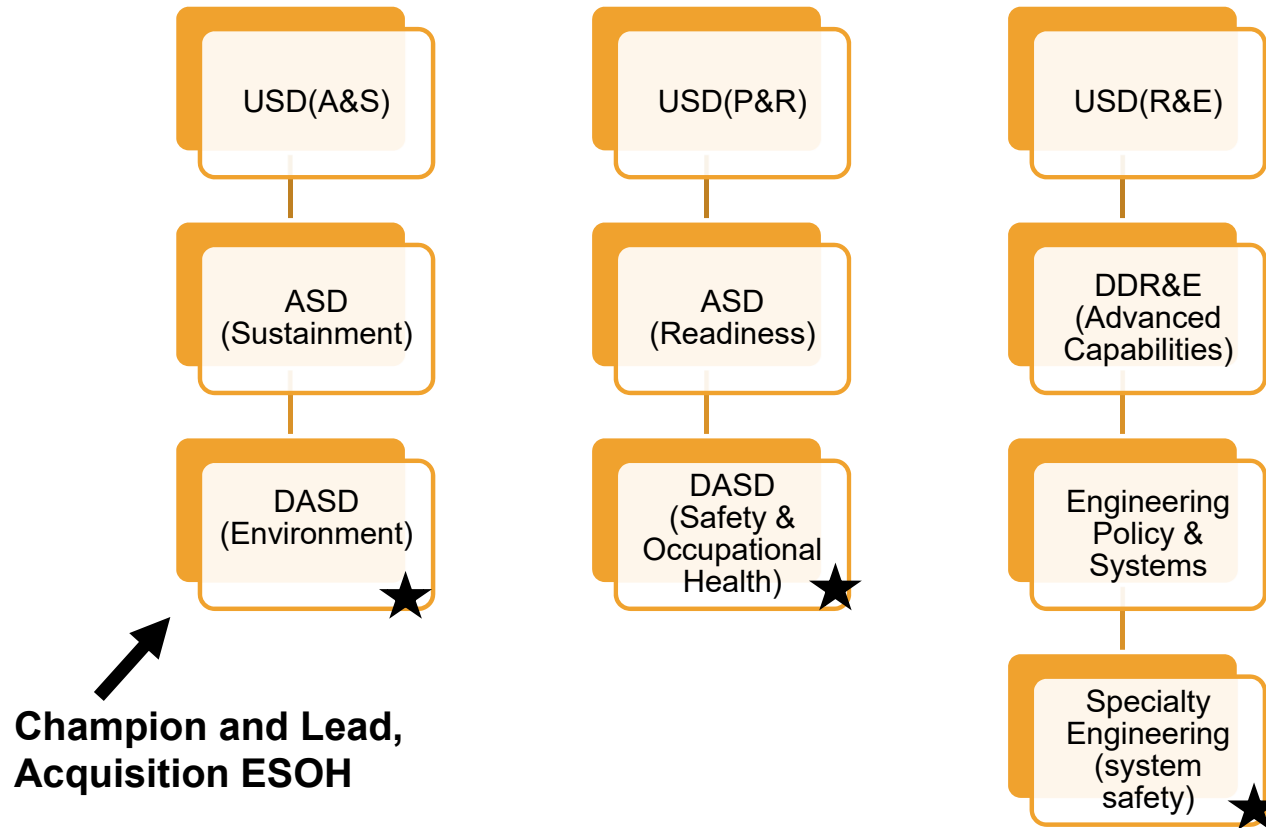 USD(A&S)
USD(P&R)
USD(R&E)
ASD
(Sustainment)
ASD
(Readiness)
DDR&E
(Advanced
Capabilities)
DASD
(Environment)
DASD
(Safety &
Occupational
Health)
Engineering
Policy &
Systems
Champion and Lead,
Acquisition ESOH
Specialty
Engineering
(system
safety)